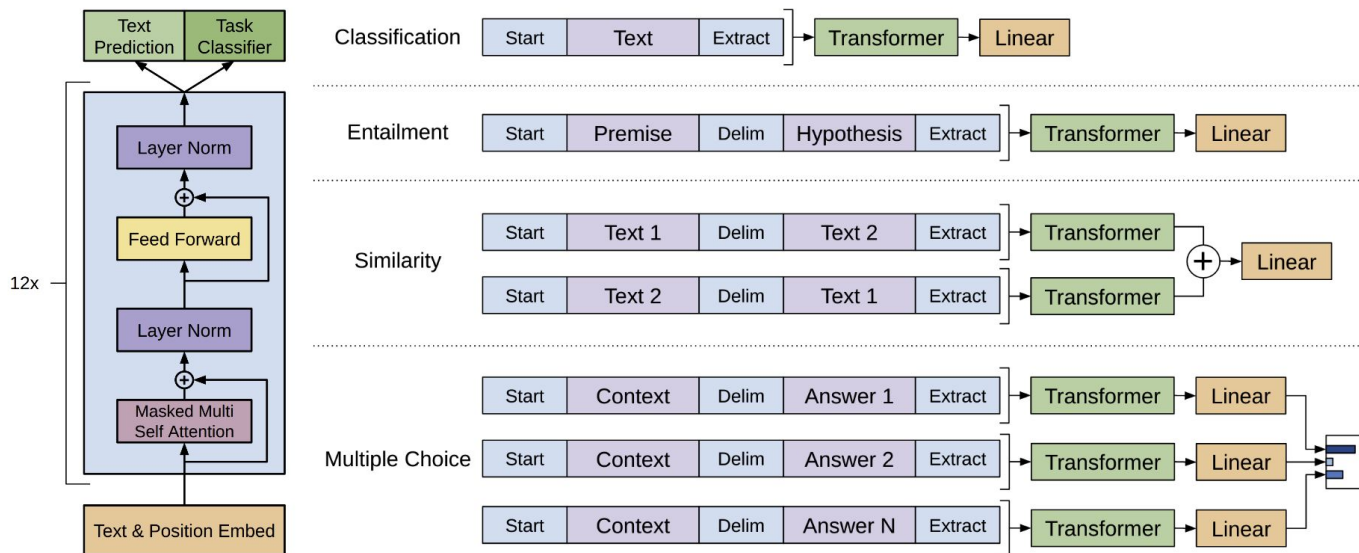 Text Prediction
Task Classifier
12x
Layer Norm
Feed Forward
Layer Norm
Masked Multi
Self Attention
Text & Position Embed
Classification Start Text Extract Transformer Linear
Entailment Start Premise Delim Hypothesis Extract Transformer Linear
Similarity
Start Text 1 Delim Text 2 Extract Transformer
Start Text 2 Delim Text 1 Extract Transformer
Linear
Multiple Choice
Start Context Delim Answer 1 Extract Transformer Linear
Start Context Delim Answer 2 Extract Transformer Linear
Start Context Delim Answer N Extract Transformer Linear